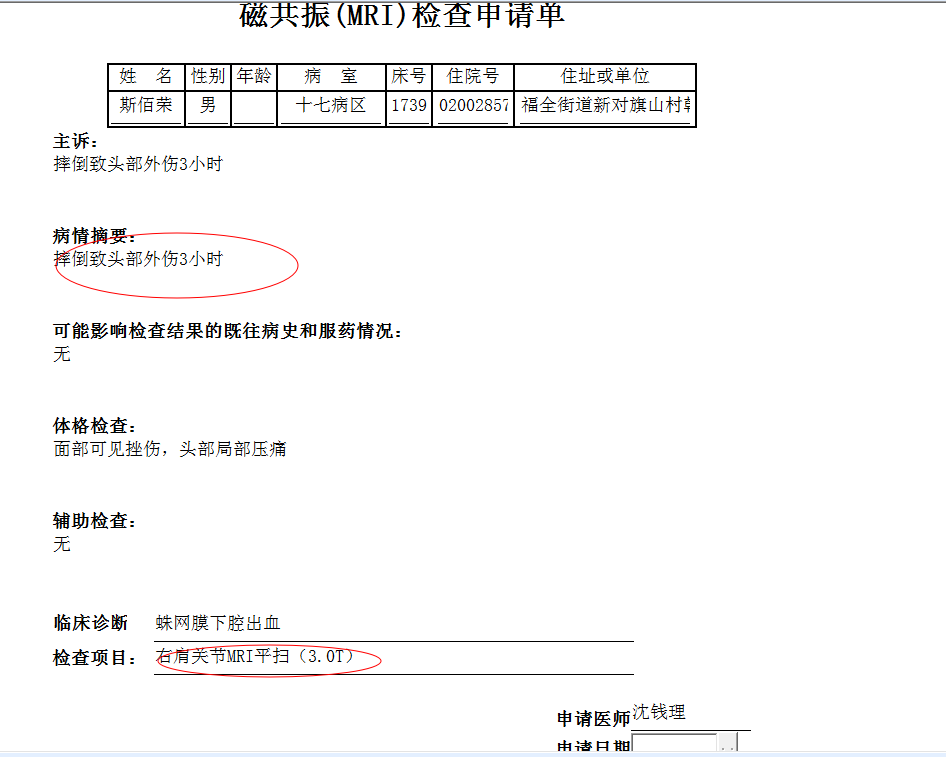 磁共振(MRI)检查申请单
姓 名 性别 年龄 病 室 床号 住院号 住址或单位
斯佰荣 男 十七病区 1739 02002857 福全街道新对旗山村
主诉:
摔倒致头部外伤3小时
病情摘要:
摔倒致头部外伤3小时
可能影响检查结果的既往病史和服药情况:
无
体格检查:
面部可见挫伤，头部局部压痛
辅助检查:
无
临床诊断 蛛网膜下腔出血
检查项目: 右肩关节MRI平扫（3.0T）
申请医师 沈钱理
申请日期